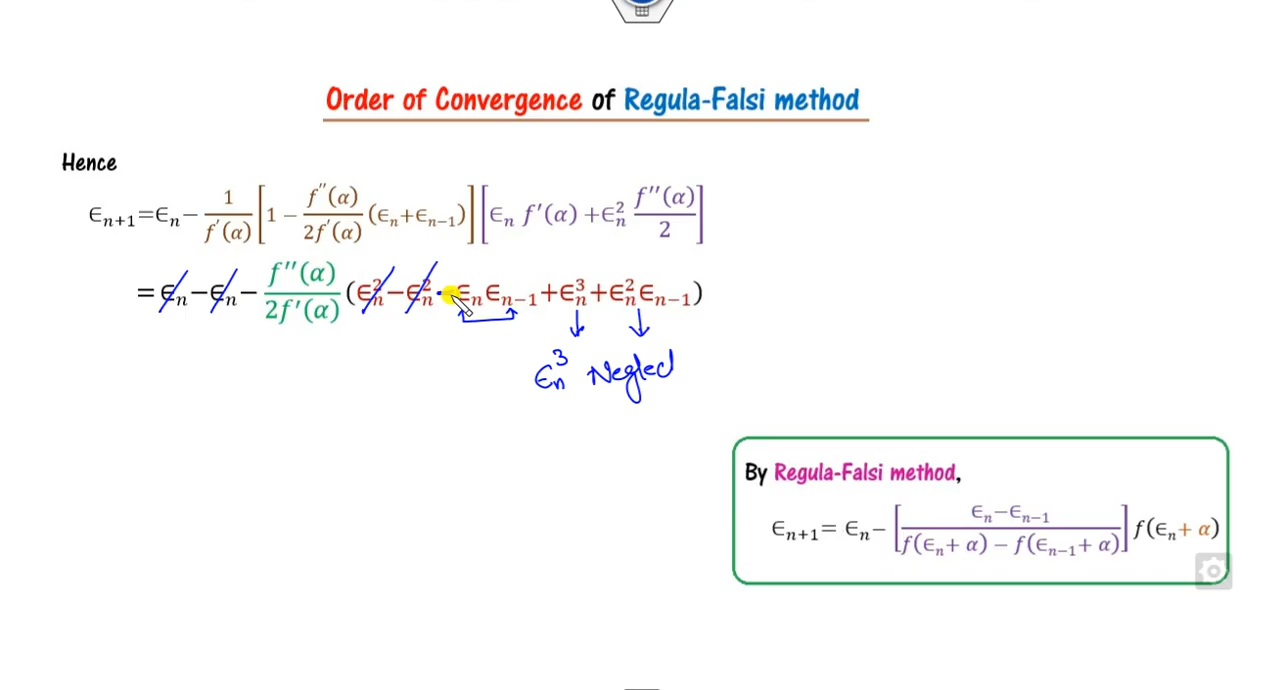 Order of Convergence of Regula-Falsi method
Hence
∈ₙ₊₁=∈ₙ− 1/f′(α) [1 − f″(α)/2f′(α) (∈ₙ+∈ₙ₋₁)] [∈ₙ f′(α) +∈ₙ² f″(α)/2]
= ∈ₙ−∈ₙ− f″(α)/2f′(α) (∈ₙ²−∈ₙ²-∈ₙ∈ₙ₋₁+∈ₙ³+∈ₙ²∈ₙ₋₁)
∈ₙ³ Neglect
By Regula-Falsi method,
∈ₙ₊₁= ∈ₙ− [∈ₙ−∈ₙ₋₁ / f(∈ₙ+ α) − f(∈ₙ₋₁+ α)] f(∈ₙ+ α)